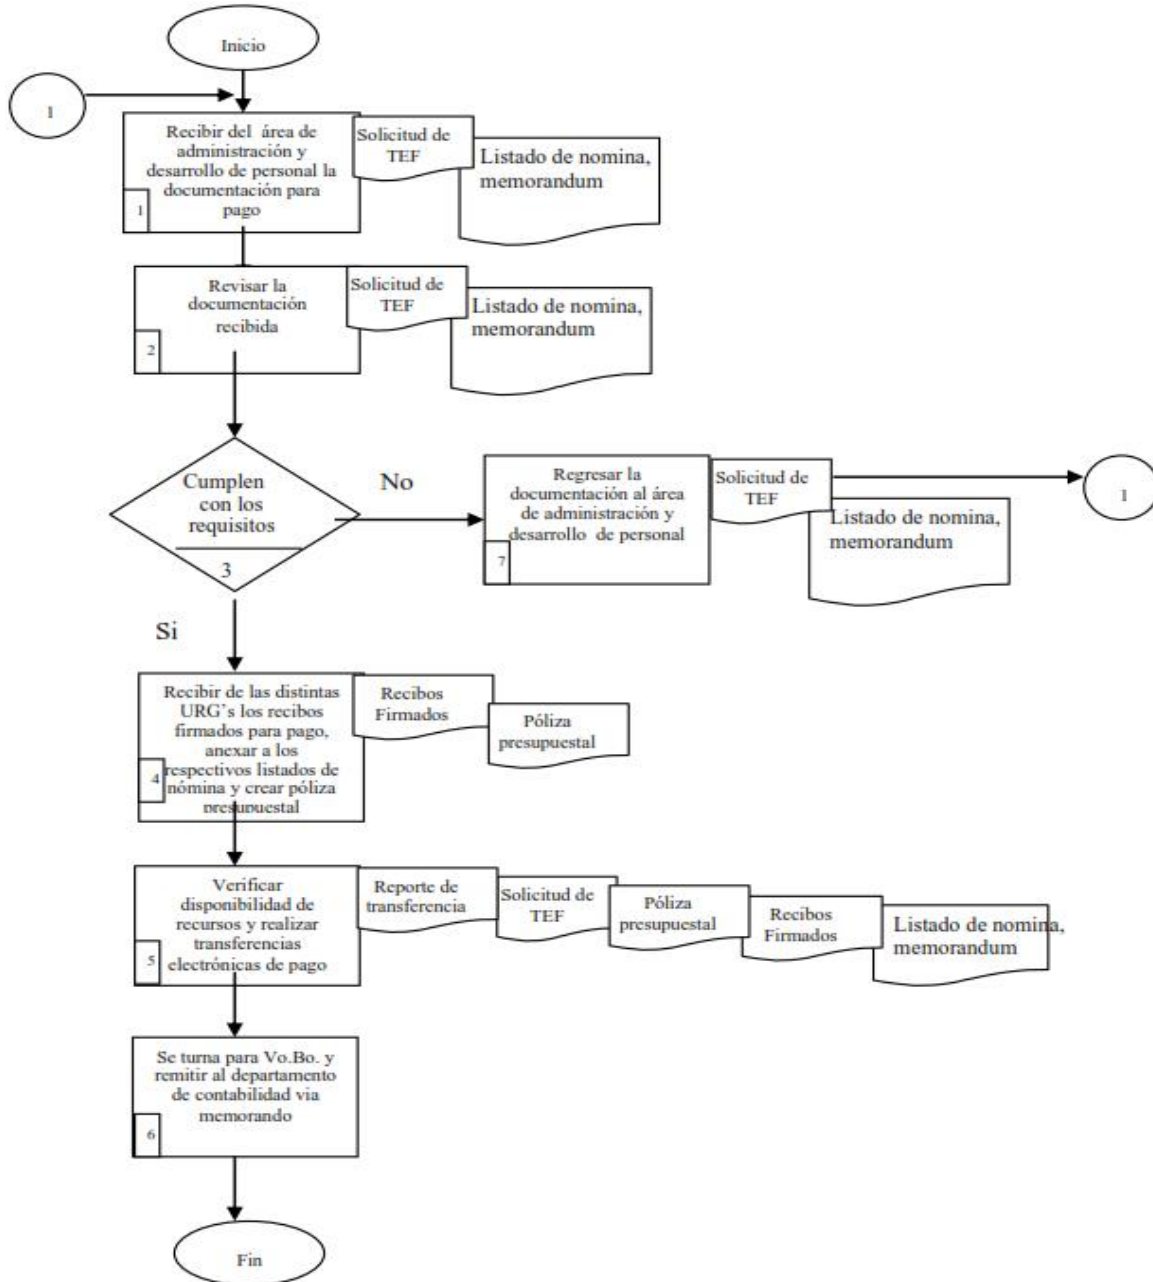 Inicio
1
Recibir del área de
administración y
desarrollo de personal la
documentación para
pago
1
Solicitud de
TEF
Listado de nomina,
memorandum
Revisar la
documentación
recibida
2
Solicitud de
TEF
Listado de nomina,
memorandum
Cumplen
con los
requisitos
3
No
Regresar la
documentación al área
de administración y
desarrollo de personal
7
Solicitud de
TEF
Listado de nomina,
memorandum
1
Si
Recibir de las distintas
URG's los recibos
firmados para pago,
anexar a los
respectivos listados de
nómina y crear póliza
presupuestal
4
Recibos
Firmados
Póliza
presupuestal
Verificar
disponibilidad de
recursos y realizar
transferencias
electrónicas de pago
5
Reporte de
transferencia
Solicitud de
TEF
Póliza
presupuestal
Recibos
Firmados
Listado de nomina,
memorandum
Se turna para Vo.Bo. y
remitir al departamento
de contabilidad via
memorando
6
Fin